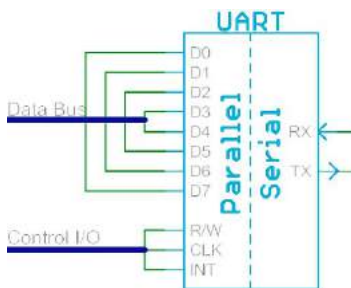 UART
D0
D1
D2
Data Bus
D3
D4
D5
D6
D7
Parallel
Serial
RX
TX
R/W
Control I/O
CLK
INT